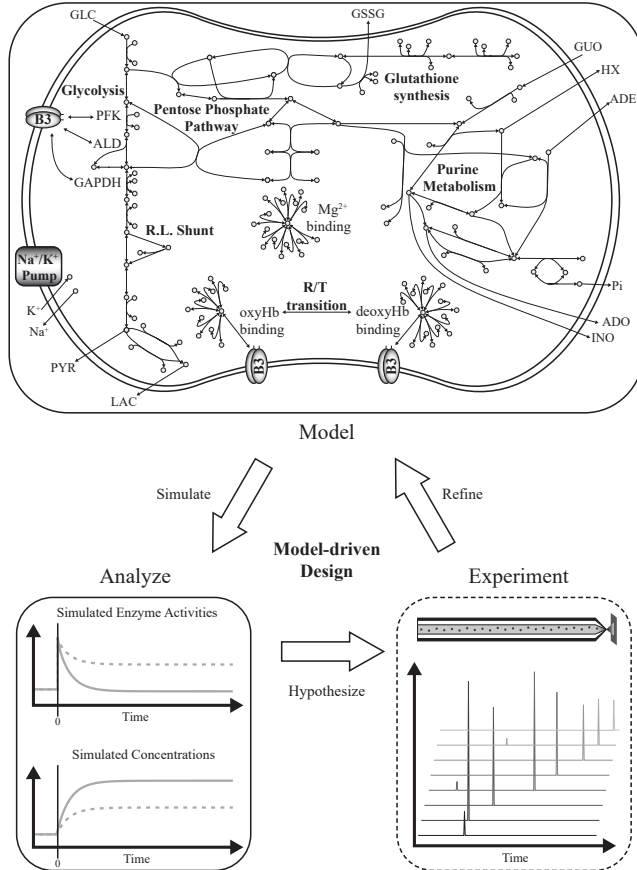 GLC
GSSG
GUO
HX
ADE
Glycolysis
Glutathione
synthesis
Pentose Phosphate
Pathway
B3
PFK
ALD
GAPDH
Purine
Metabolism
Mg²⁺
binding
R.L. Shunt
Na⁺/K⁺
Pump
R/T
transition
oxyHb
binding
deoxyHb
binding
K⁺
Na⁺
Pi
ADO
INO
PYR
LAC
B3
B3
Model
Simulate
Refine
Model-driven
Design
Analyze
Experiment
Simulated Enzyme Activities
0
Time
Hypothesize
Simulated Concentrations
0
Time
Time